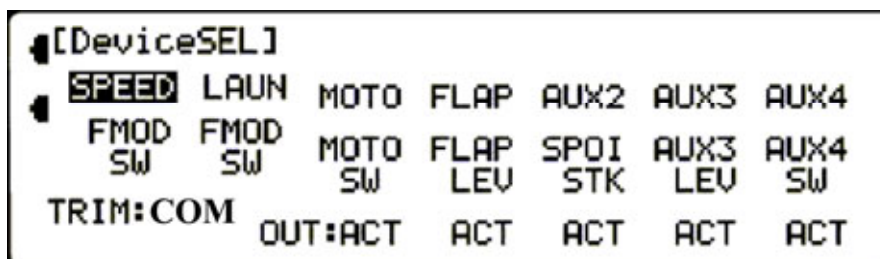 [DeviceSEL]
SPEED LAUN MOTO FLAP AUX2 AUX3 AUX4
FMOD FMOD MOTO FLAP SPOI AUX3 AUX4
SW SW SW LEV STK LEV SW
TRIM:COM
OUT:ACT ACT ACT ACT ACT